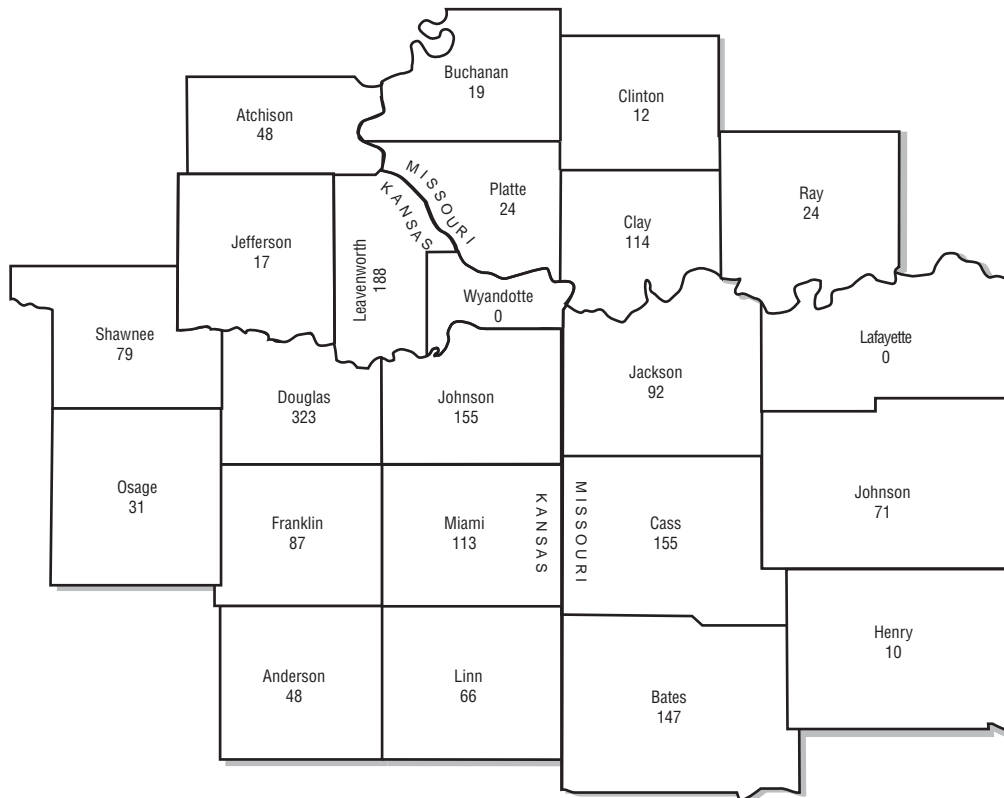 Buchanan
19
Clinton
12
Atchison
48
Platte
24
Ray
24
Clay
114
MISSOURI
KANSAS
Jefferson
17
Leavenworth
188
Wyandotte
0
Shawnee
79
Lafayette
0
Jackson
92
Douglas
323
Johnson
155
Osage
31
Johnson
71
Franklin
87
Miami
113
KANSAS
MISSOURI
Cass
155
Henry
10
Anderson
48
Linn
66
Bates
147